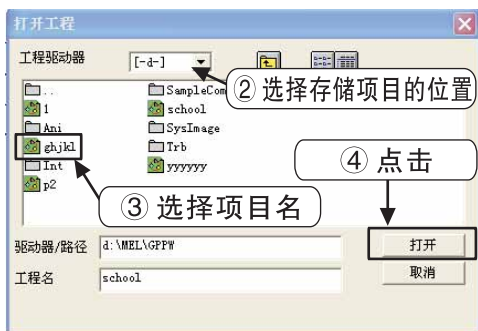 打开工程
工程驱动器
[-d-]
② 选择存储项目的位置
..
SampleCom
1
school
Ani
SysImage
ghjkl
Trb
Int
yyyyyy
p2
④ 点击
③ 选择项目名
驱动器/路径
d:\MEL\GPPW
打开
工程名
school
取消